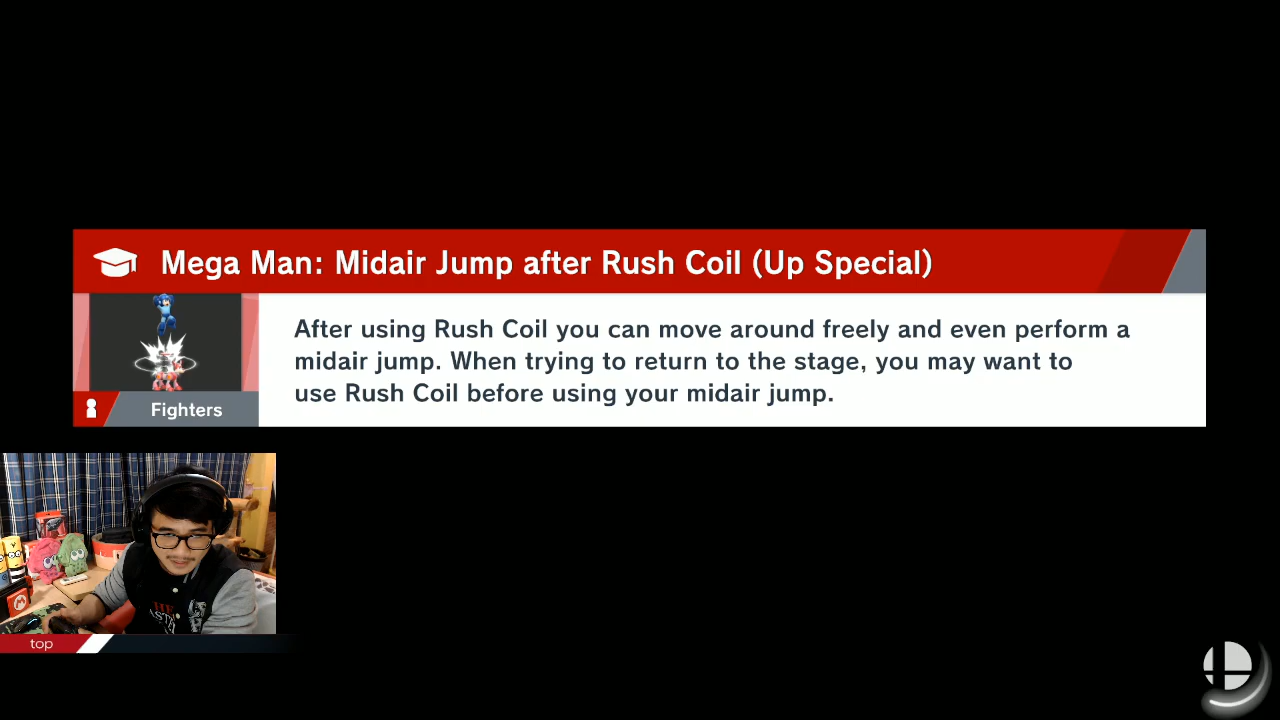 Mega Man: Midair Jump after Rush Coil (Up Special)
After using Rush Coil you can move around freely and even perform a
midair jump. When trying to return to the stage, you may want to
use Rush Coil before using your midair jump.
Fighters
top